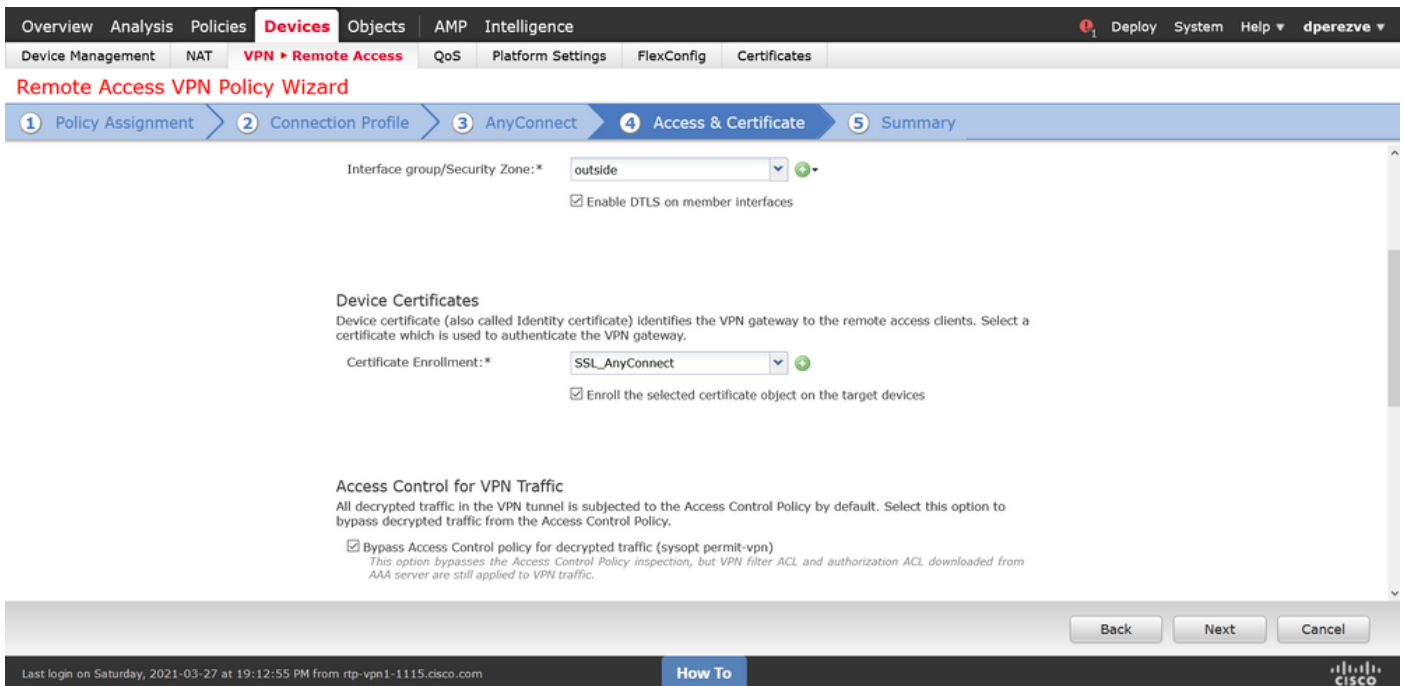 Overview Analysis Policies Devices Objects AMP Intelligence 1 Deploy System Help dperezve
Device Management NAT VPN ▸ Remote Access QoS Platform Settings FlexConfig Certificates
Remote Access VPN Policy Wizard
1 Policy Assignment 2 Connection Profile 3 AnyConnect 4 Access & Certificate 5 Summary
Interface group/Security Zone:* outside
Enable DTLS on member interfaces
Device Certificates
Device certificate (also called Identity certificate) identifies the VPN gateway to the remote access clients. Select a
certificate which is used to authenticate the VPN gateway.
Certificate Enrollment:* SSL_AnyConnect
Enroll the selected certificate object on the target devices
Access Control for VPN Traffic
All decrypted traffic in the VPN tunnel is subjected to the Access Control Policy by default. Select this option to
bypass decrypted traffic from the Access Control Policy.
Bypass Access Control policy for decrypted traffic (sysopt permit-vpn)
This option bypasses the Access Control Policy inspection, but VPN filter ACL and authorization ACL downloaded from
AAA server are still applied to VPN traffic.
Back Next Cancel
Last login on Saturday, 2021-03-27 at 19:12:55 PM from rtp-vpn1-1115.cisco.com How To CISCO